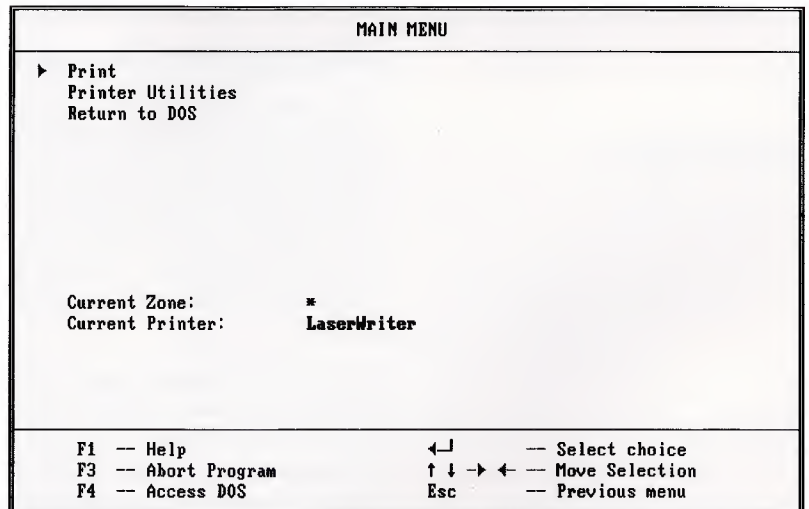 MAIN MENU
▶ Print
Printer Utilities
Return to DOS
Current Zone: *
Current Printer: LaserWriter
F1 -- Help ◄┘ -- Select choice
F3 -- Abort Program ↑ ↓ → ← -- Move Selection
F4 -- Access DOS Esc -- Previous menu